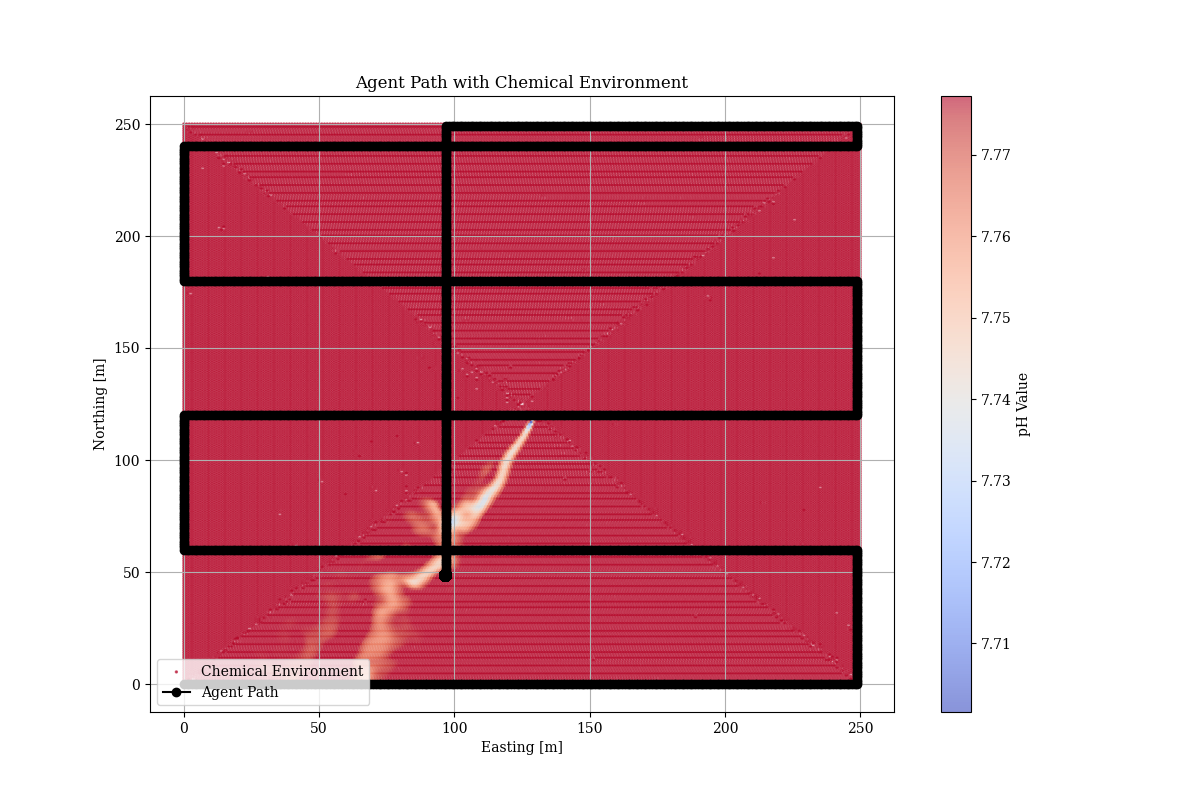 Agent Path with Chemical Environment
250
200
150
100
50
0
Northing [m]
0 50 100 150 200 250
Easting [m]
Chemical Environment
Agent Path
7.77
7.76
7.75
7.74
7.73
7.72
7.71
pH Value